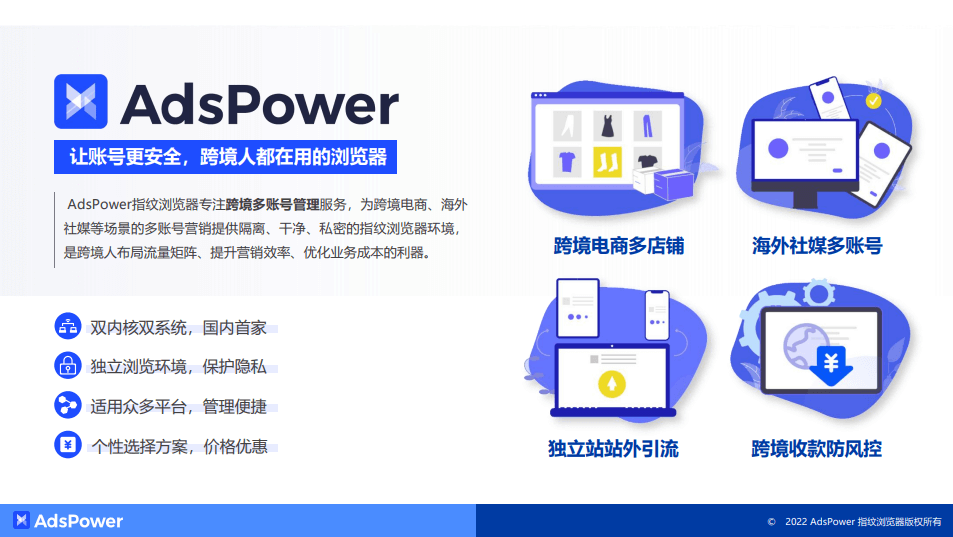 AdsPower
让账号更安全，跨境人都在用的浏览器
AdsPower指纹浏览器专注跨境多账号管理服务，为跨境电商、海外
社媒等场景的多账号营销提供隔离、干净、私密的指纹浏览器环境，
是跨境人布局流量矩阵、提升营销效率、优化业务成本的利器。
双内核双系统，国内首家
独立浏览环境，保护隐私
适用众多平台，管理便捷
¥
个性选择方案，价格优惠
跨境电商多店铺
海外社媒多账号
¥
独立站站外引流
跨境收款防风控
AdsPower
© 2022 AdsPower 指纹浏览器版权所有